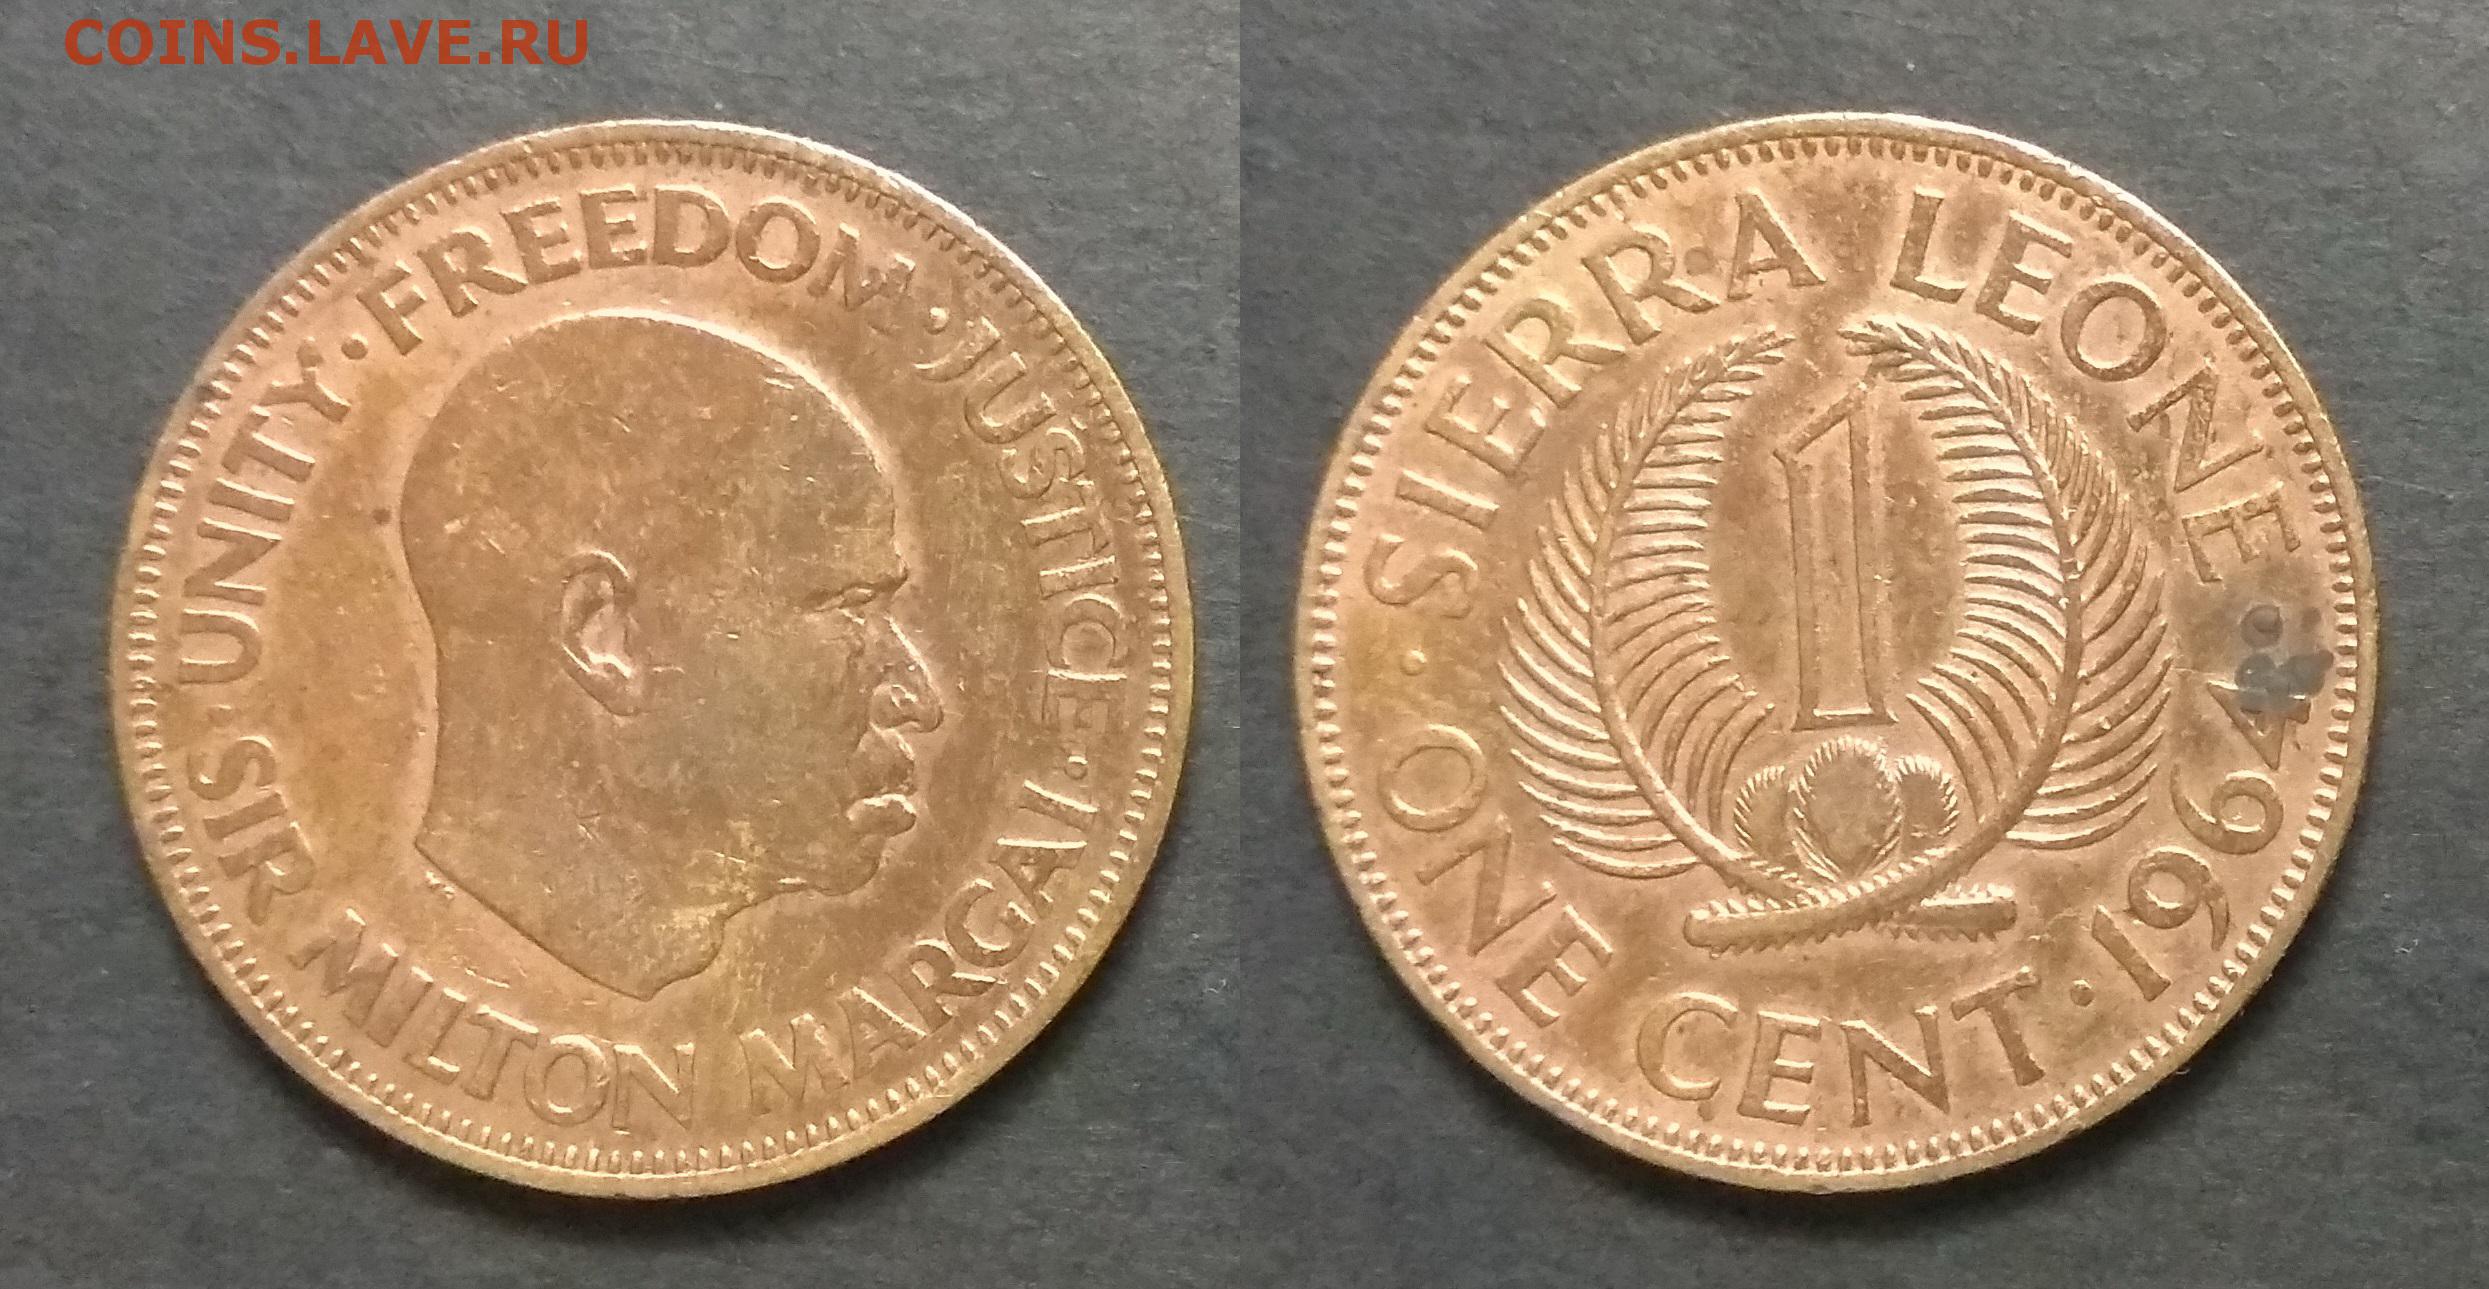 COINS.LAVE.RU
UNITY · FREEDOM · JUSTICE ·
SIR MILTON MARGAI ·
· SIERRA LEONE ·
1
ONE CENT · 1964